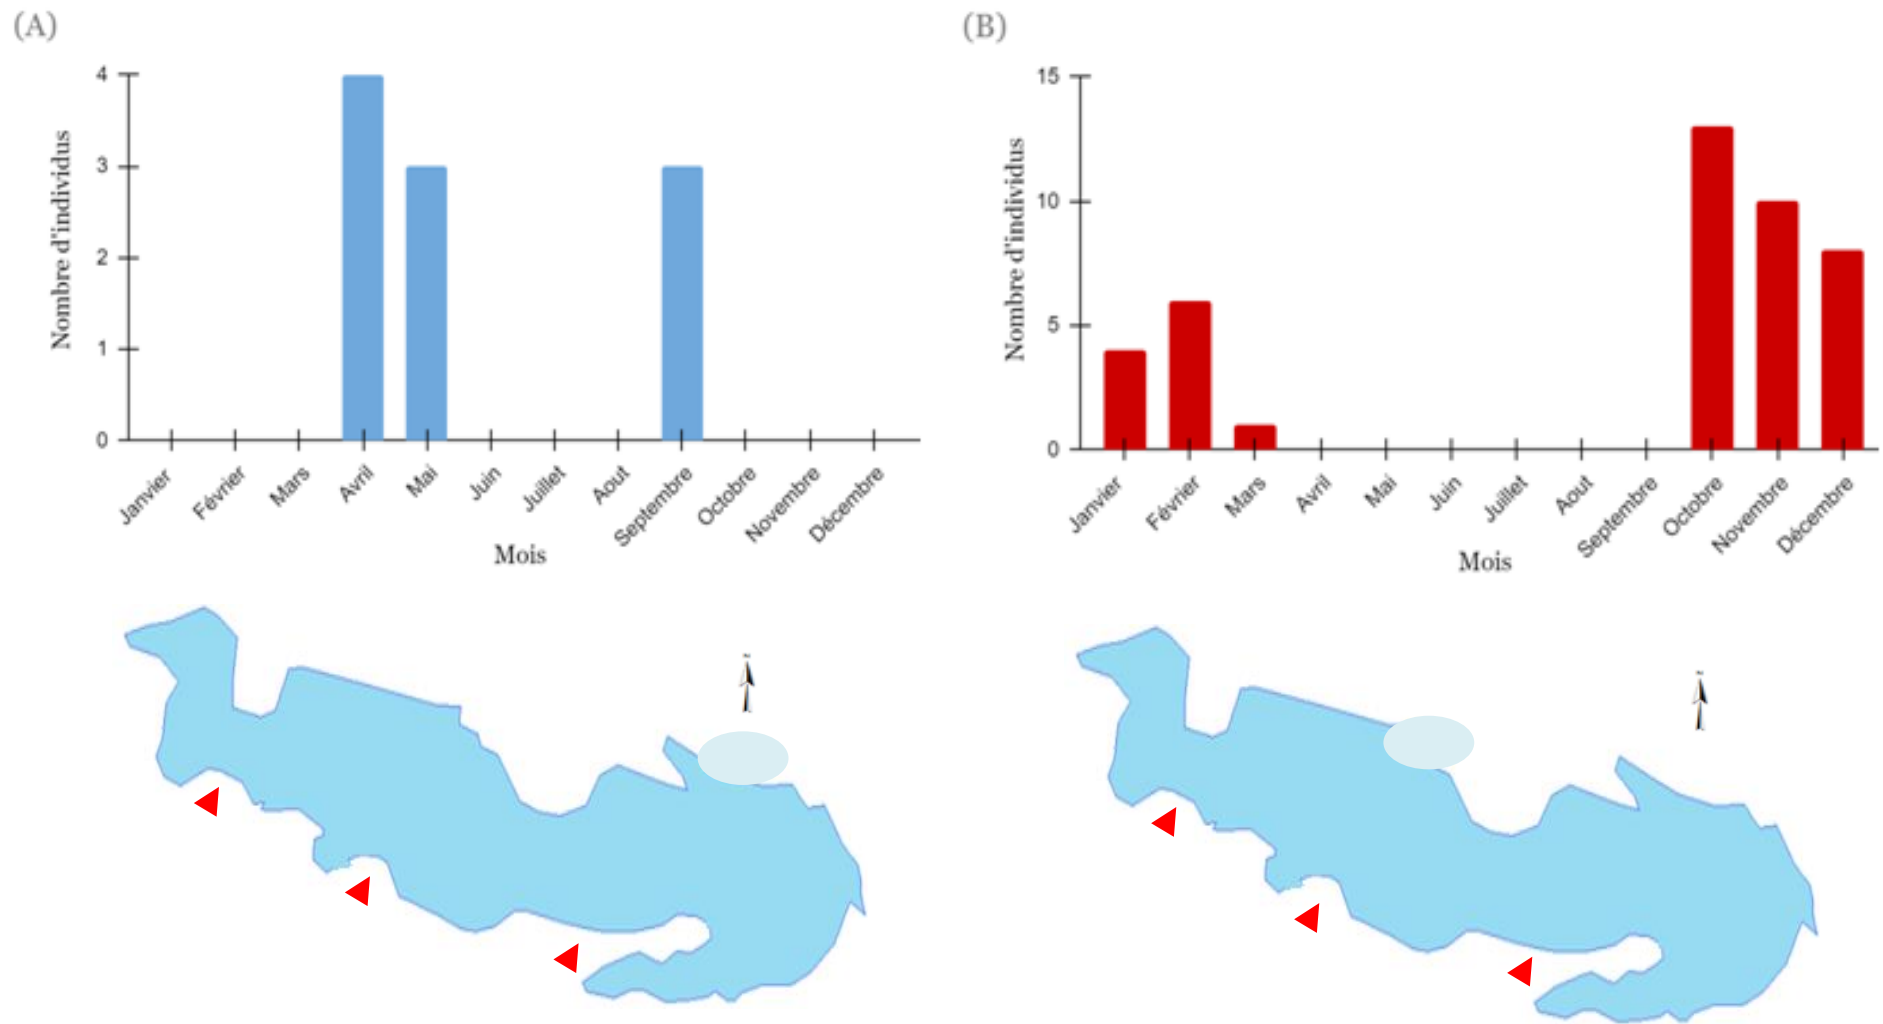 (A)
Nombre d'individus
4
3
2
1
0
Janvier
Février
Mars
Avril
Mai
Juin
Juillet
Aout
Septembre
Octobre
Novembre
Décembre
Mois
(B)
Nombre d'individus
15
10
5
0
Janvier
Février
Mars
Avril
Mai
Juin
Juillet
Aout
Septembre
Octobre
Novembre
Décembre
Mois